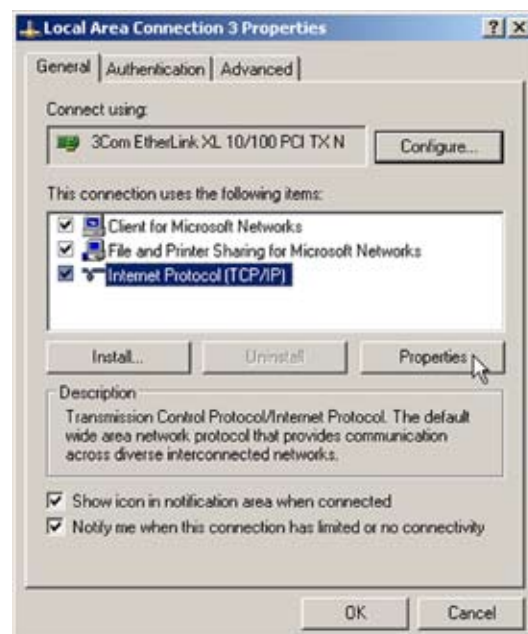 Local Area Connection 3 Properties
General Authentication Advanced
Connect using:
3Com EtherLink XL 10/100 PCI TX N Configure...
This connection uses the following items:
Client for Microsoft Networks
File and Printer Sharing for Microsoft Networks
Internet Protocol (TCP/IP)
Install... Uninstall Properties
Description
Transmission Control Protocol/Internet Protocol. The default
wide area network protocol that provides communication
across diverse interconnected networks.
Show icon in notification area when connected
Notify me when this connection has limited or no connectivity
OK Cancel